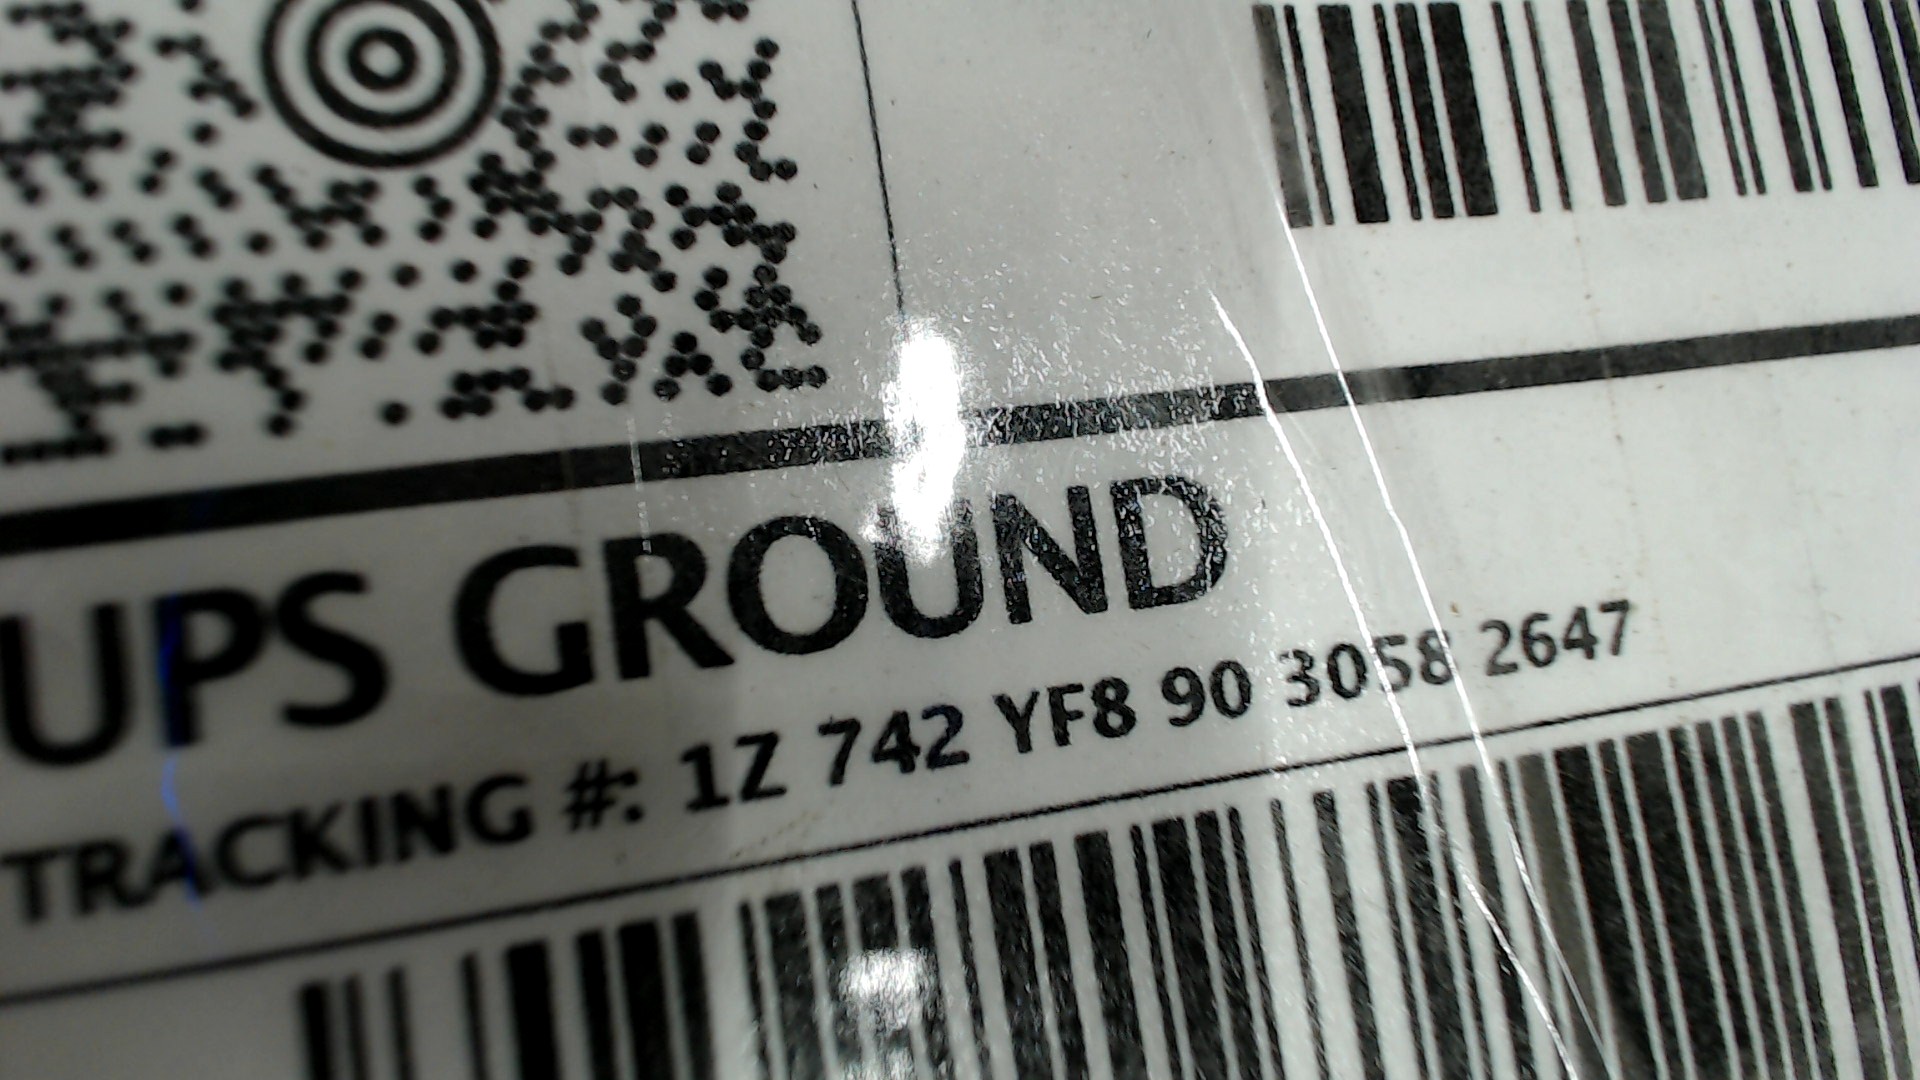 UPS GROUND
TRACKING #: 1Z 742 YF8 90 3058 2647